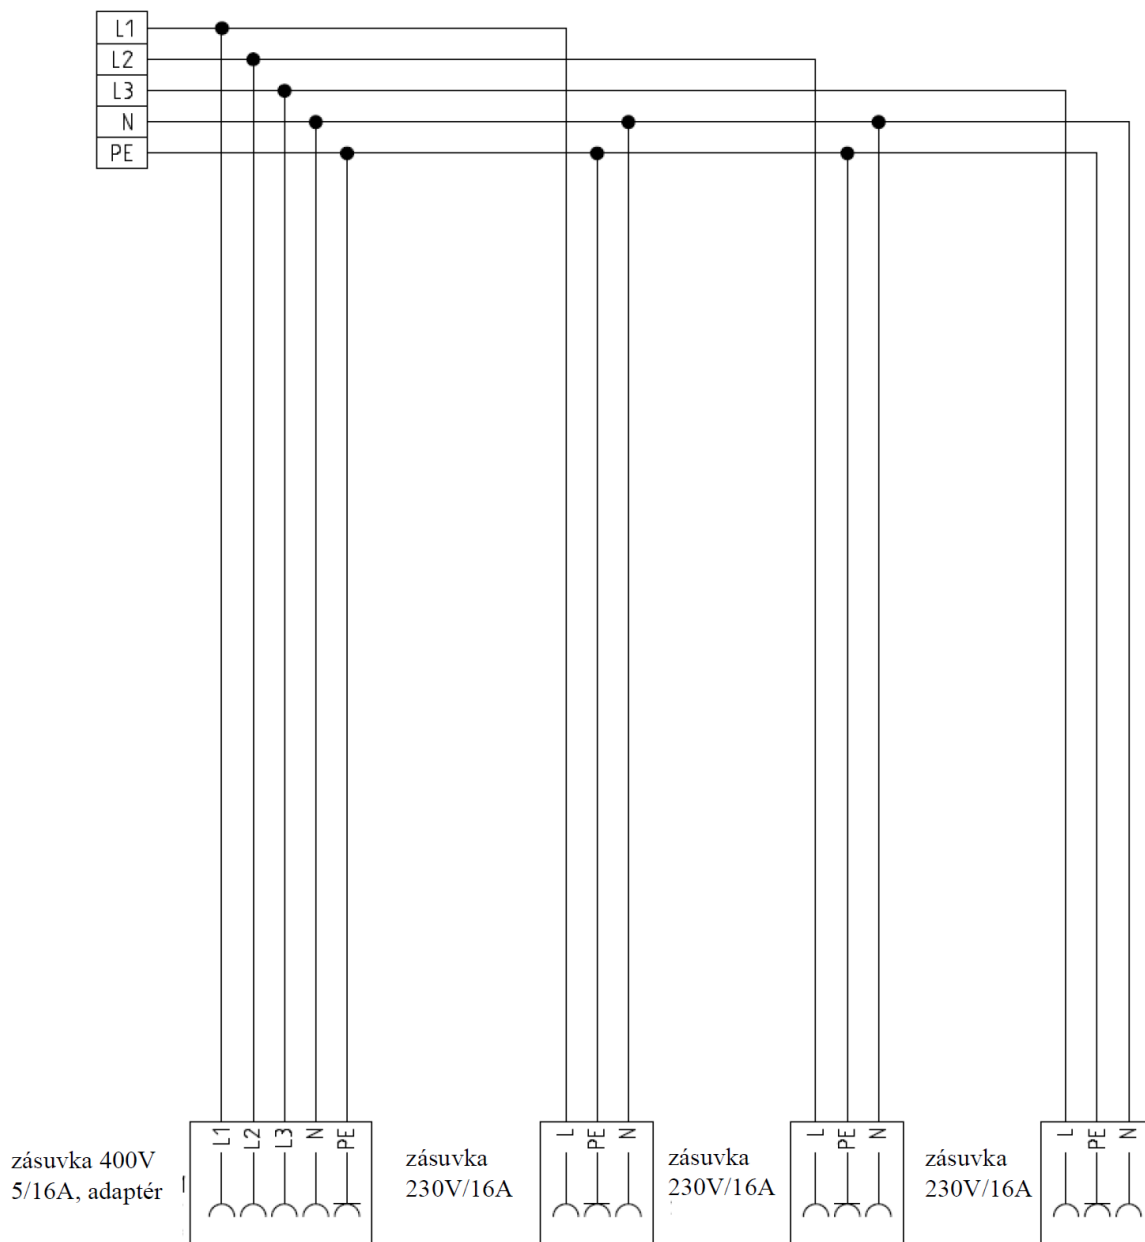 L1
L2
L3
N
PE
L1
L2
L3
N
PE
L
PE
N
L
PE
N
L
PE
N
zásuvka 400V
5/16A, adaptér
zásuvka
230V/16A
zásuvka
230V/16A
zásuvka
230V/16A